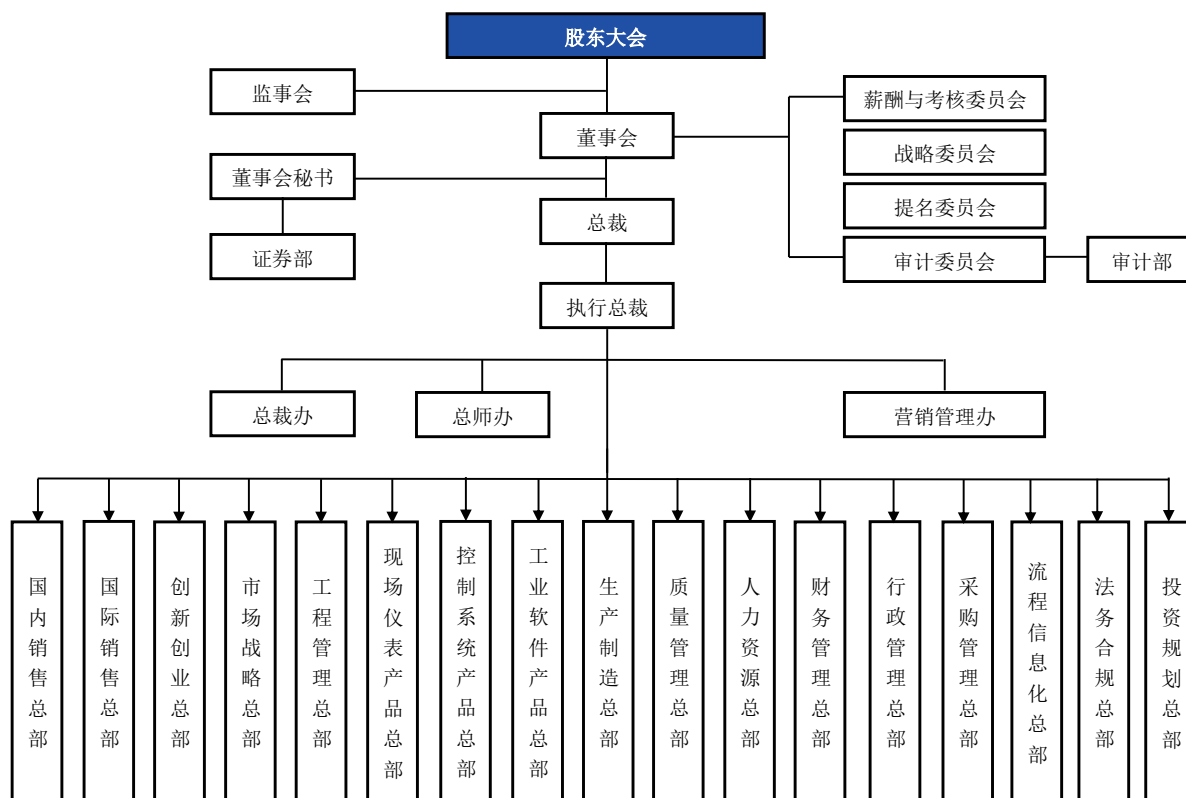 股东大会
监事会
薪酬与考核委员会
董事会
战略委员会
董事会秘书
提名委员会
总裁
证券部
审计委员会
审计部
执行总裁
总裁办
总师办
营销管理办
国内销售总部
国际销售总部
创新创业总部
市场战略总部
工程管理总部
现场仪表产品总部
控制系统产品总部
工业软件产品总部
生产制造总部
质量管理总部
人力资源总部
财务管理总部
行政管理总部
采购管理总部
流程信息化总部
法务合规总部
投资规划总部